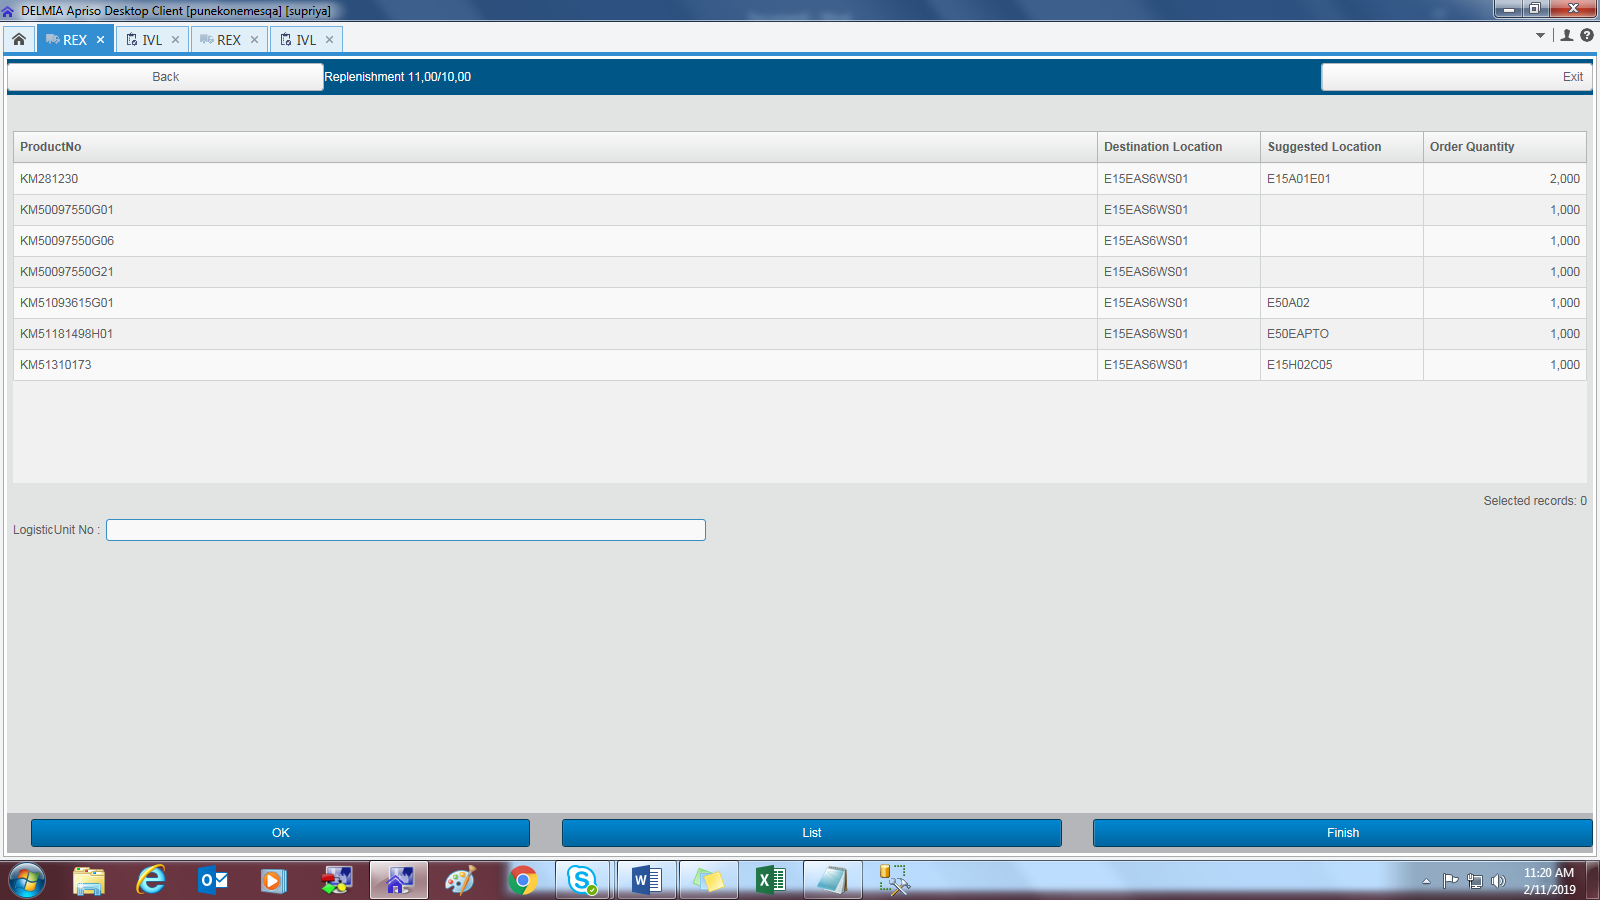 DELMIA Apriso Desktop Client [punekonemesqa] [supriya]
REX IVL REX IVL
Back Replenishment 11,00/10,00 Exit
ProductNo Destination Location Suggested Location Order Quantity
KM281230 E15EAS6WS01 E15A01E01 2,000
KM50097550G01 E15EAS6WS01 1,000
KM50097550G06 E15EAS6WS01 1,000
KM50097550G21 E15EAS6WS01 1,000
KM51093615G01 E15EAS6WS01 E50A02 1,000
KM51181498H01 E15EAS6WS01 E50EAPTO 1,000
KM51310173 E15EAS6WS01 E15H02C05 1,000
Selected records: 0
LogisticUnit No :
OK List Finish
11:20 AM
2/11/2019